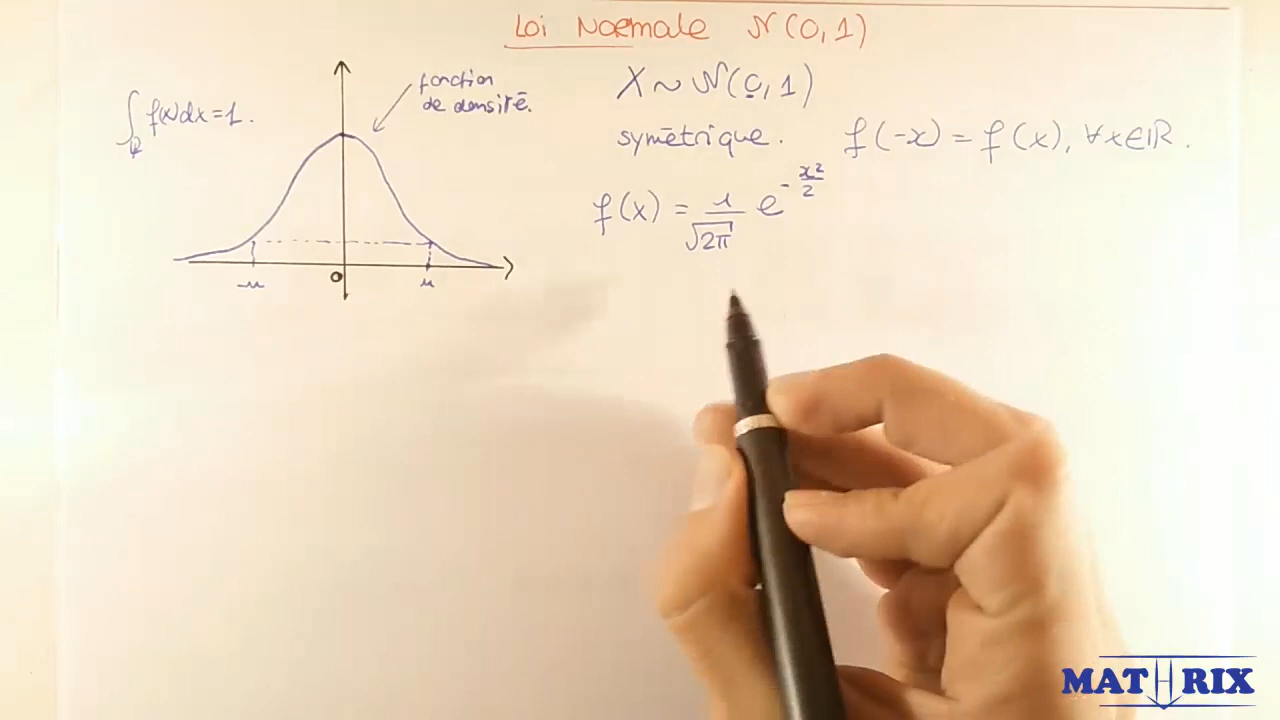 Loi Normale N(0,1)
∫ℝ f(x)dx=1.
fonction
de densité.
X ~ N(0,1)
symétrique. f(-x) = f(x), ∀x∈ℝ.
f(x) = 1/√2π e^-x²/2
-u 0 u
MATHRIX